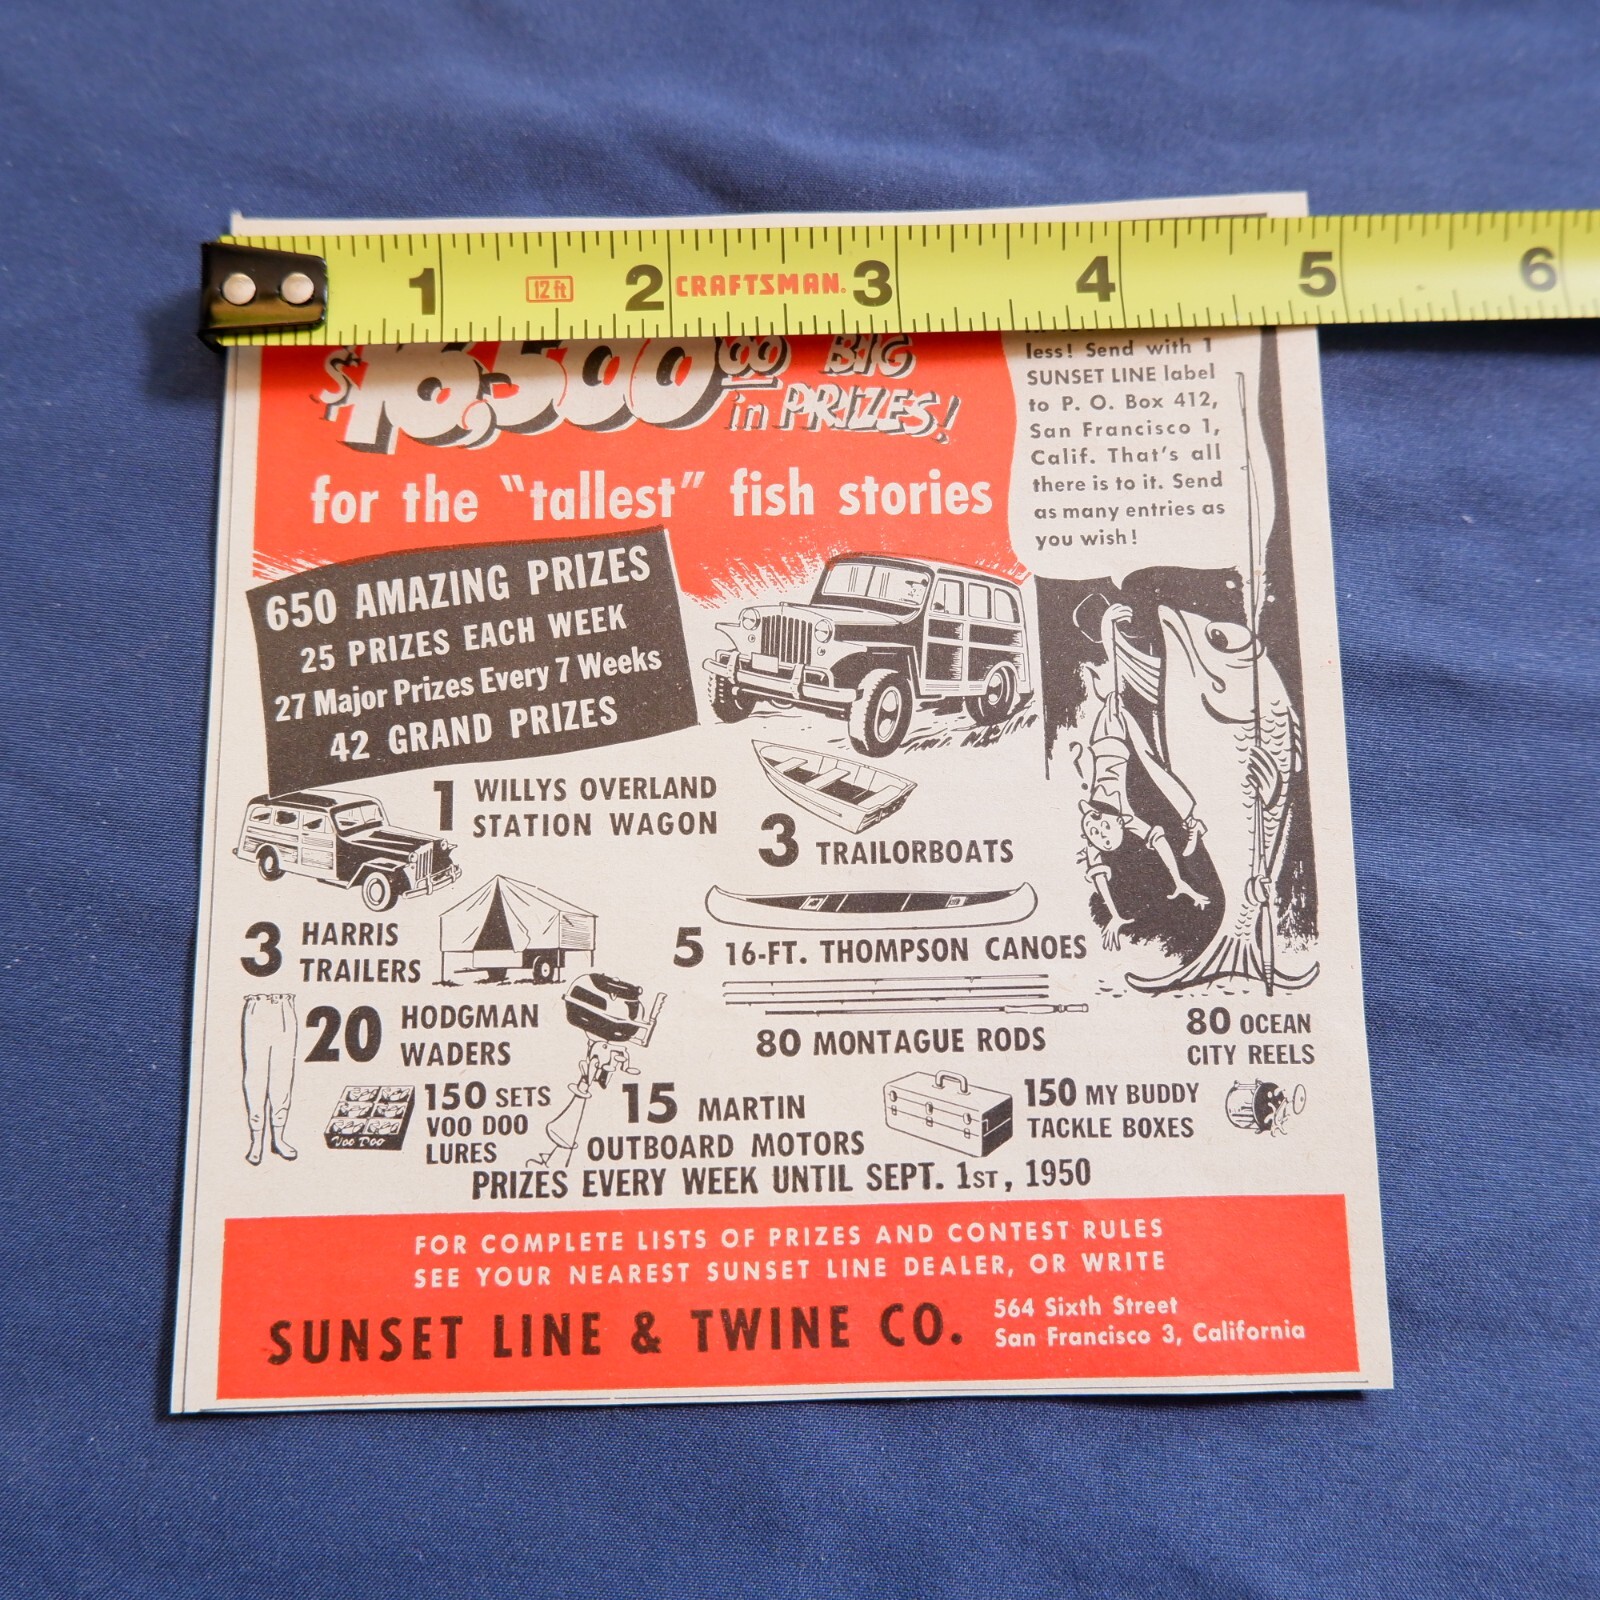 1 2 3 4 5 6
12 ft
CRAFTSMAN®
$16,500.00 BIG
in PRIZES!
for the "tallest" fish stories
less! Send with 1
SUNSET LINE label
to P. O. Box 412,
San Francisco 1,
Calif. That's all
there is to it. Send
as many entries as
you wish!
650 AMAZING PRIZES
25 PRIZES EACH WEEK
27 Major Prizes Every 7 Weeks
42 GRAND PRIZES
1 WILLYS OVERLAND
STATION WAGON
3 TRAILORBOATS
3 HARRIS
TRAILERS
5 16-FT. THOMPSON CANOES
20 HODGMAN
WADERS
80 MONTAGUE RODS
80 OCEAN
CITY REELS
Voo Doo
150 SETS
VOO DOO
LURES
15 MARTIN
OUTBOARD MOTORS
150 MY BUDDY
TACKLE BOXES
?
PRIZES EVERY WEEK UNTIL SEPT. 1ST, 1950
FOR COMPLETE LISTS OF PRIZES AND CONTEST RULES
SEE YOUR NEAREST SUNSET LINE DEALER, OR WRITE
SUNSET LINE & TWINE CO.
564 Sixth Street
San Francisco 3, California